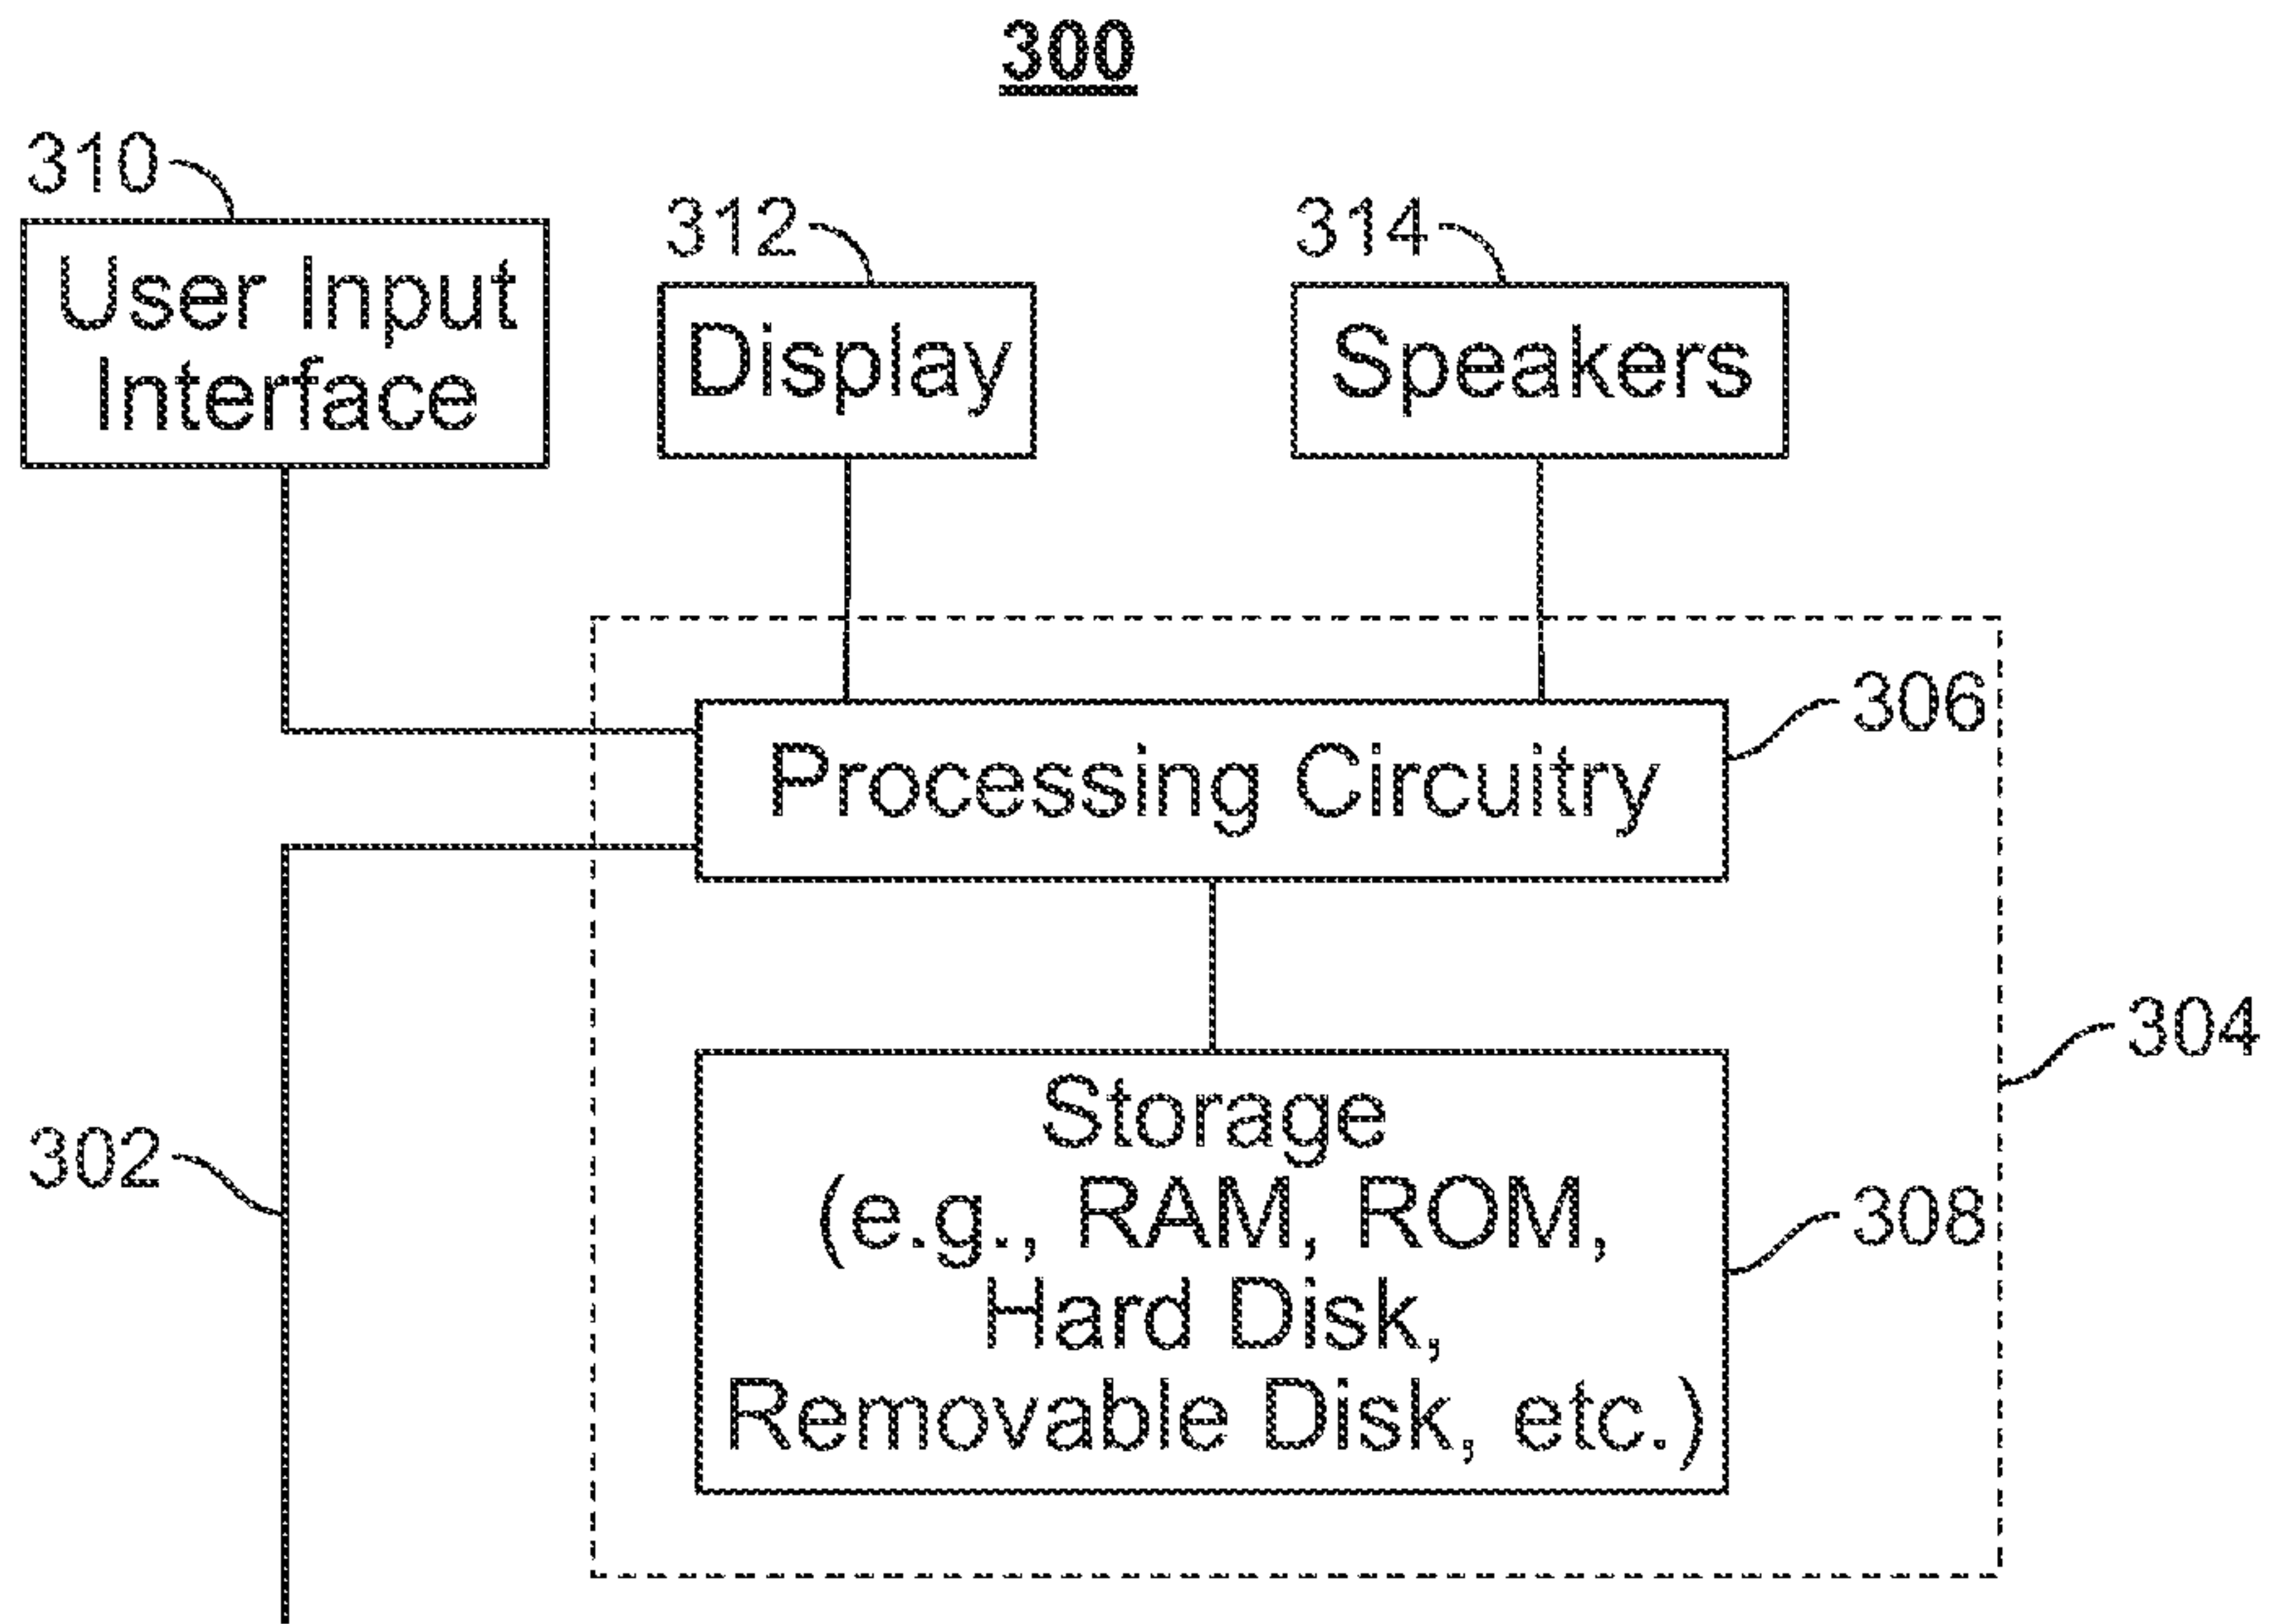 300
310
312
314
User Input
Interface
Display
Speakers
306
Processing Circuitry
304
302
Storage
(e.g., RAM, ROM,
308
Hard Disk,
Removable Disk, etc.)